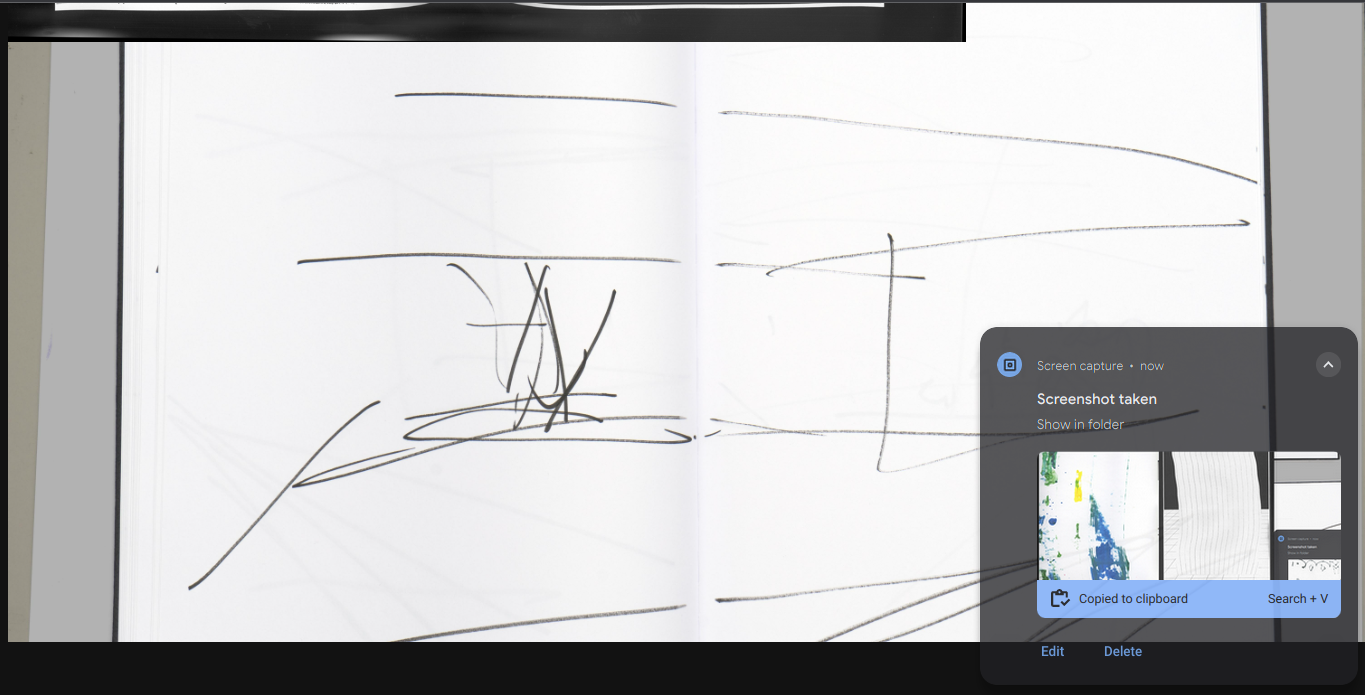 Screen capture • now
Screenshot taken
Show in folder
Copied to clipboard
Search + V
Edit
Delete